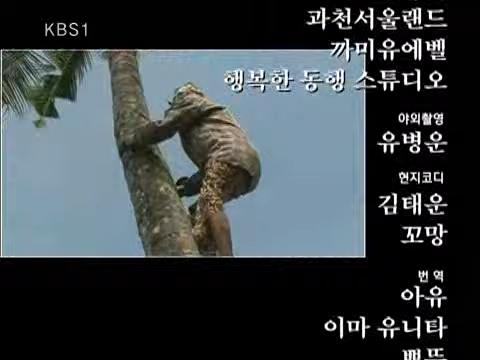 KBS1
과천서울랜드
까미유에벨
행복한 동행 스튜디오
야외촬영
유병운
현지코디
김태운
꼬망
번 역
아유
이마 유니타